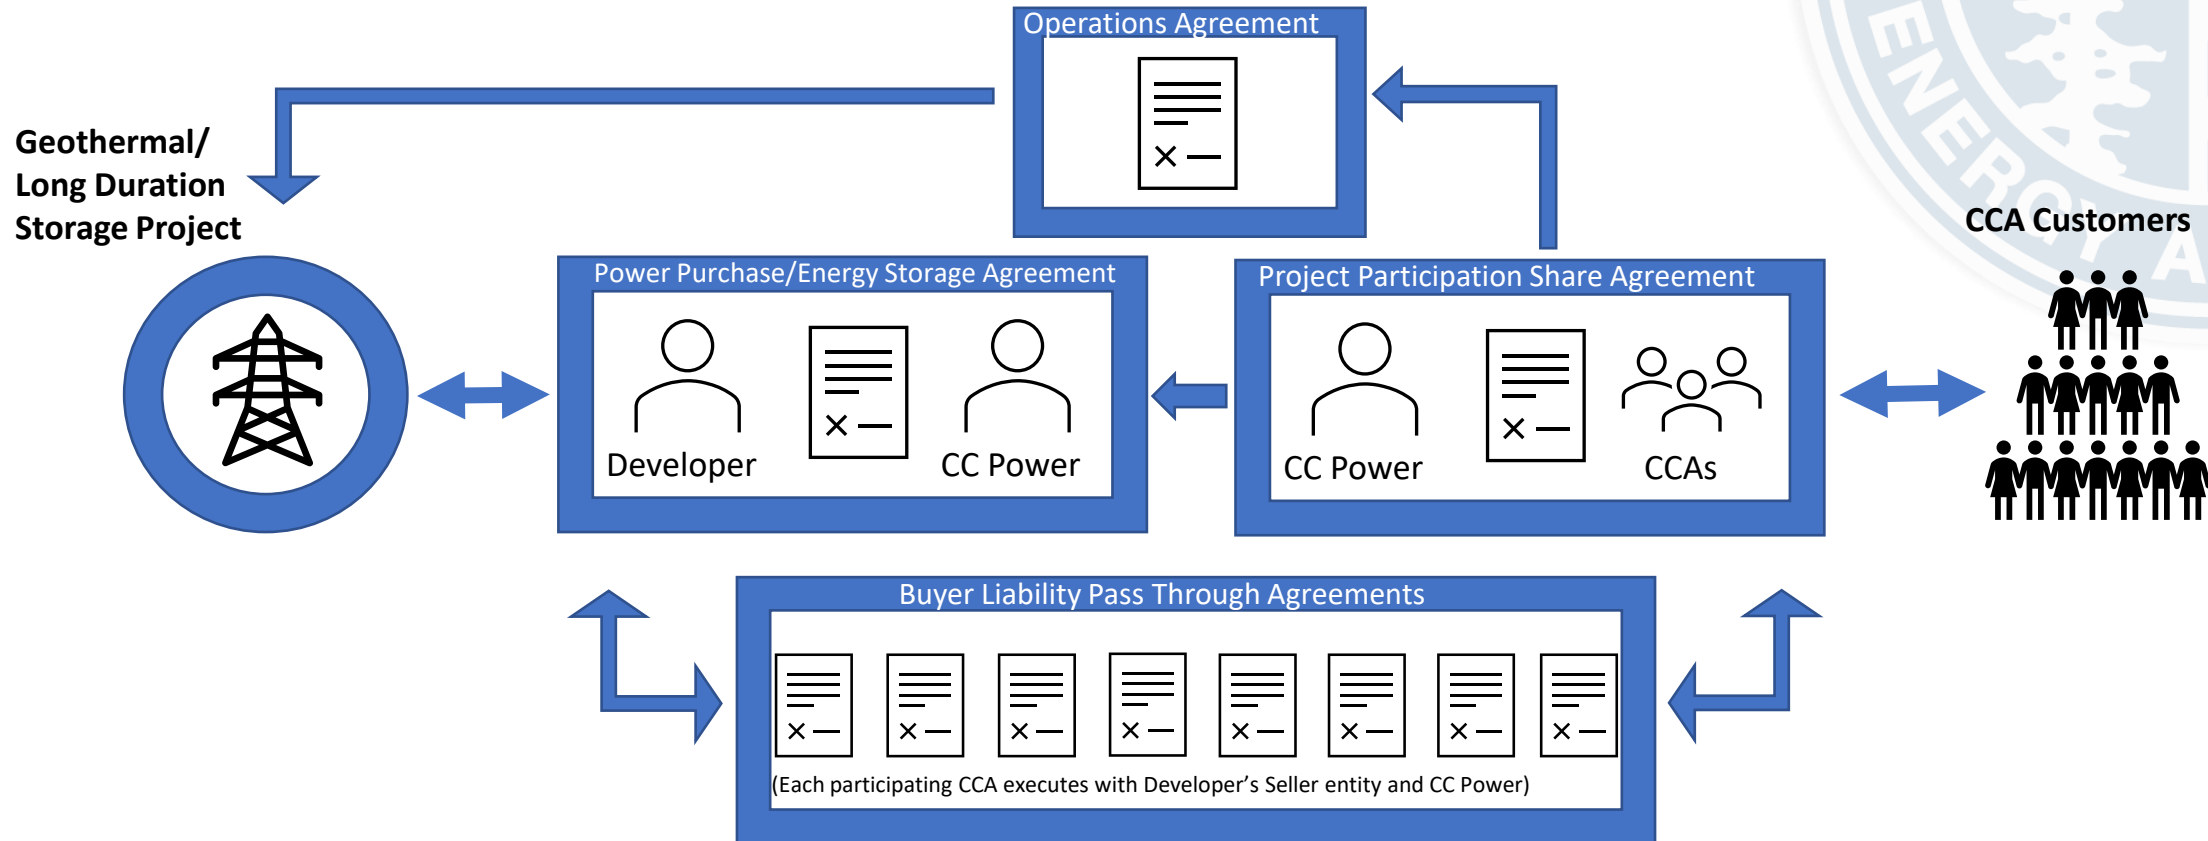 Operations Agreement
ENERGY A
Geothermal/
Long Duration
Storage Project
CCA Customers
Power Purchase/Energy Storage Agreement
Project Participation Share Agreement
Developer
CC Power
CC Power
CCAs
Buyer Liability Pass Through Agreements
(Each participating CCA executes with Developer’s Seller entity and CC Power)